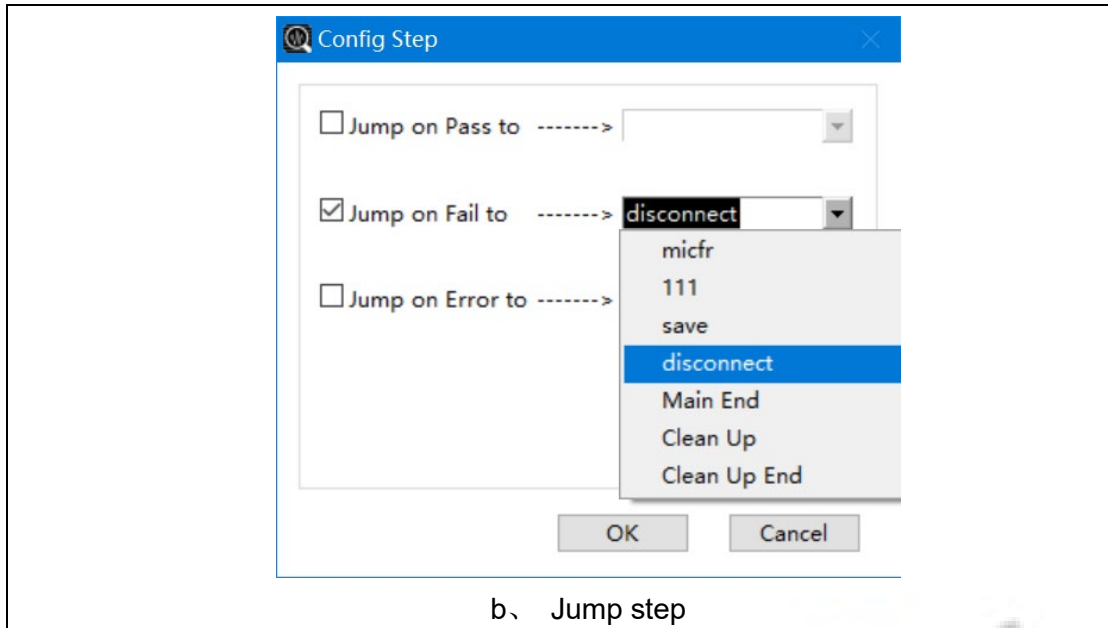 Config Step
Jump on Pass to ------->
Jump on Fail to -------> disconnect
micfr
111
Jump on Error to ------->
save
disconnect
Main End
Clean Up
Clean Up End
OK Cancel
b、 Jump step